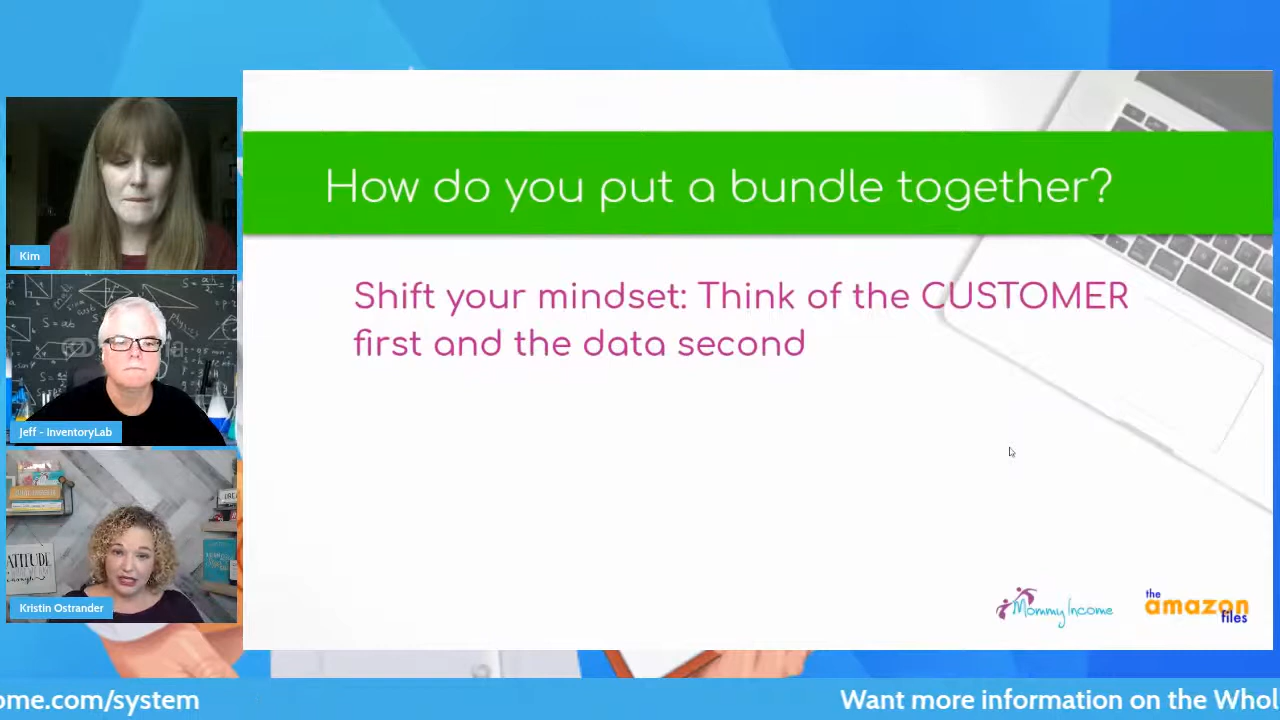 How do you put a bundle together?
Shift your mindset: Think of the CUSTOMER
first and the data second
Kim
Jeff - InventoryLab
Kristin Ostrander
Mommy Income
the
amazon
files
ome.com/system
Want more information on the Whol